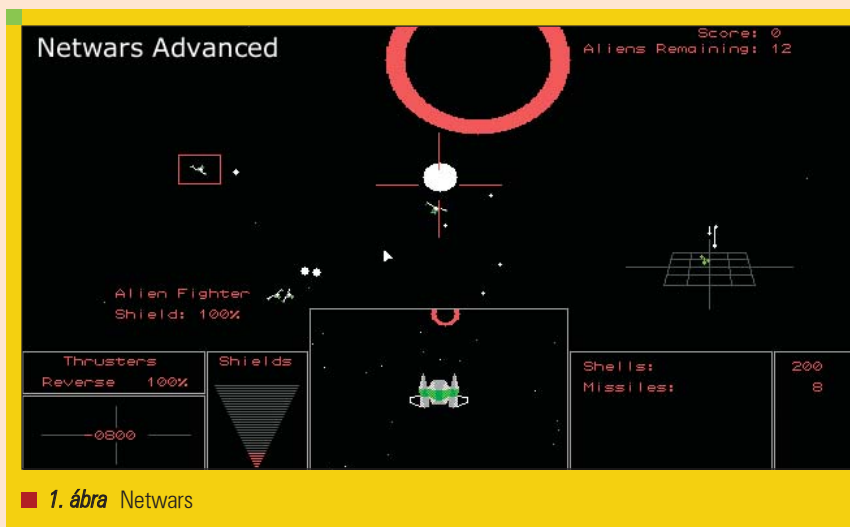 Netwars Advanced
Score: 0
Aliens Remaining: 12
Alien Fighter
Shield: 100%
Thrusters
Reverse 100%
-0800
Shields
Shells: 200
Missiles: 8
1. ábra Netwars